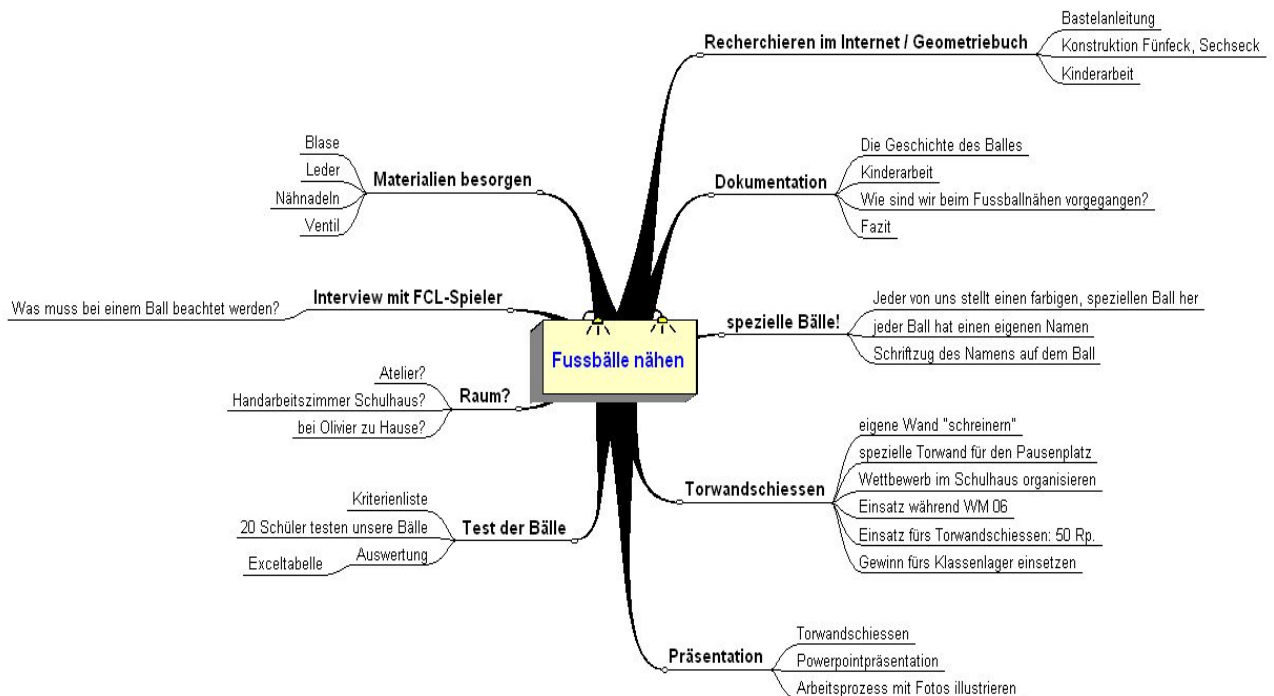 Fussbälle nähen
Recherchieren im Internet / Geometriebuch
Bastelanleitung
Konstruktion Fünfeck, Sechseck
Kinderarbeit
Dokumentation
Die Geschichte des Balles
Kinderarbeit
Wie sind wir beim Fussballnähen vorgegangen?
Fazit
spezielle Bälle!
Jeder von uns stellt einen farbigen, speziellen Ball her
jeder Ball hat einen eigenen Namen
Schriftzug des Namens auf dem Ball
Torwandschiessen
eigene Wand "schreinern"
spezielle Torwand für den Pausenplatz
Wettbewerb im Schulhaus organisieren
Einsatz während WM 06
Einsatz fürs Torwandschiessen: 50 Rp.
Gewinn fürs Klassenlager einsetzen
Präsentation
Torwandschiessen
Powerpointpräsentation
Arbeitsprozess mit Fotos illustrieren
Materialien besorgen
Blase
Leder
Nähnadeln
Ventil
Interview mit FCL-Spieler
Was muss bei einem Ball beachtet werden?
Raum?
Atelier?
Handarbeitszimmer Schulhaus?
bei Olivier zu Hause?
Test der Bälle
Kriterienliste
20 Schüler testen unsere Bälle
Auswertung
Exceltabelle